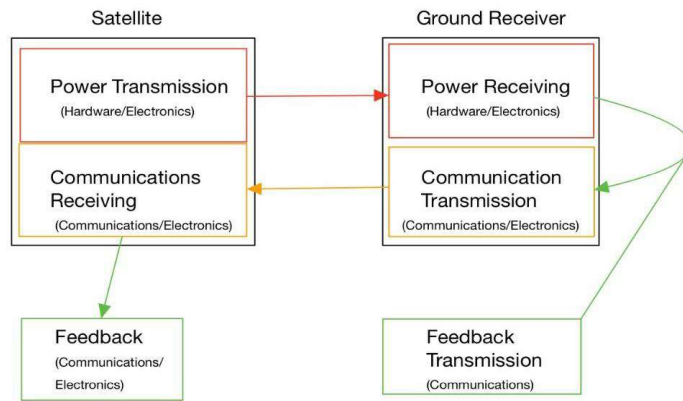 Satellite
Ground Receiver
Power Transmission
(Hardware/Electronics)
Power Receiving
(Hardware/Electronics)
Communications
Receiving
(Communications/Electronics)
Communication
Transmission
(Communications/Electronics)
Feedback
(Communications/
Electronics)
Feedback
Transmission
(Communications)